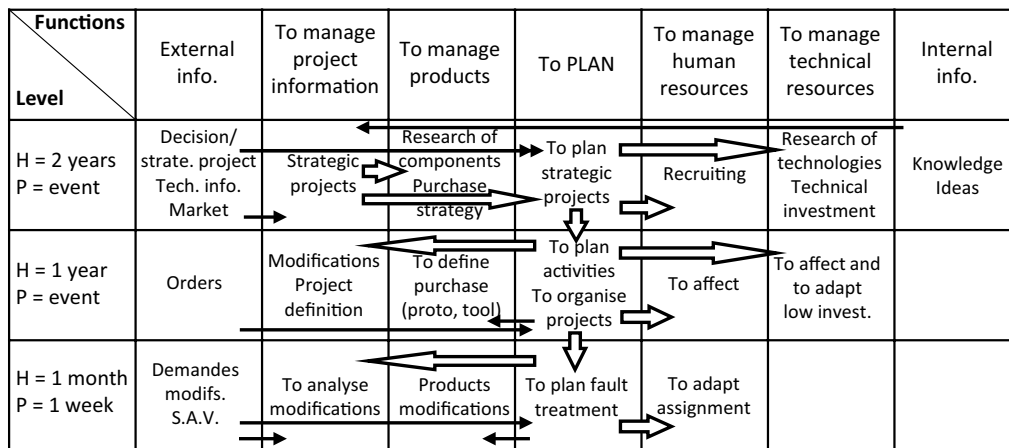 Functions
Level
External
info.
To manage
project
information
To manage
products
To PLAN
To manage
human
resources
To manage
technical
resources
Internal
info.
H = 2 years
P = event
Decision/
strate. project
Tech. info.
Market
Strategic
projects
Research of
components
Purchase
strategy
To plan
strategic
projects
Recruiting
Research of
technologies
Technical
investment
Knowledge
Ideas
H = 1 year
P = event
Orders
Modifications
Project
definition
To define
purchase
(proto, tool)
To plan
activities
To organise
projects
To affect
To affect and
to adapt
low invest.
H = 1 month
P = 1 week
Demandes
modifs.
S.A.V.
To analyse
modifications
Products
modifications
To plan fault
treatment
To adapt
assignment